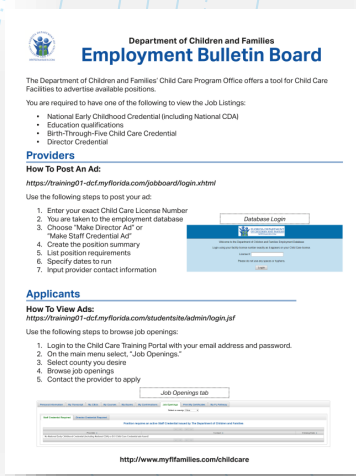 Department of Children and Families
Employment Bulletin Board
The Department of Children and Families' Child Care Program Office offers a tool for Child Care
Facilities to advertise available positions.
You are required to have one of the following to view the Job Listings:
• National Early Childhood Credential (including National CDA)
• Education qualifications
• Birth-Through-Five Child Care Credential
• Director Credential
Providers
How To Post An Ad:
https://training01-dcf.myflorida.com/jobboard/login.xhtml
Use the following steps to post your ad:
1. Enter your exact Child Care License Number
2. You are taken to the employment database
3. Choose "Make Director Ad" or
"Make Staff Credential Ad"
4. Create the position summary
5. List position requirements
6. Specify dates to run
7. Input provider contact information
Database Login
Applicants
How To View Ads:
https://training01-dcf.myflorida.com/studentsite/admin/login.jsf
Use the following steps to browse job openings:
1. Login to the Child Care Training Portal with your email address and password.
2. On the main menu select, "Job Openings."
3. Select county you desire
4. Browse job openings
5. Contact the provider to apply
Job Openings tab
http://www.myflfamilies.com/childcare